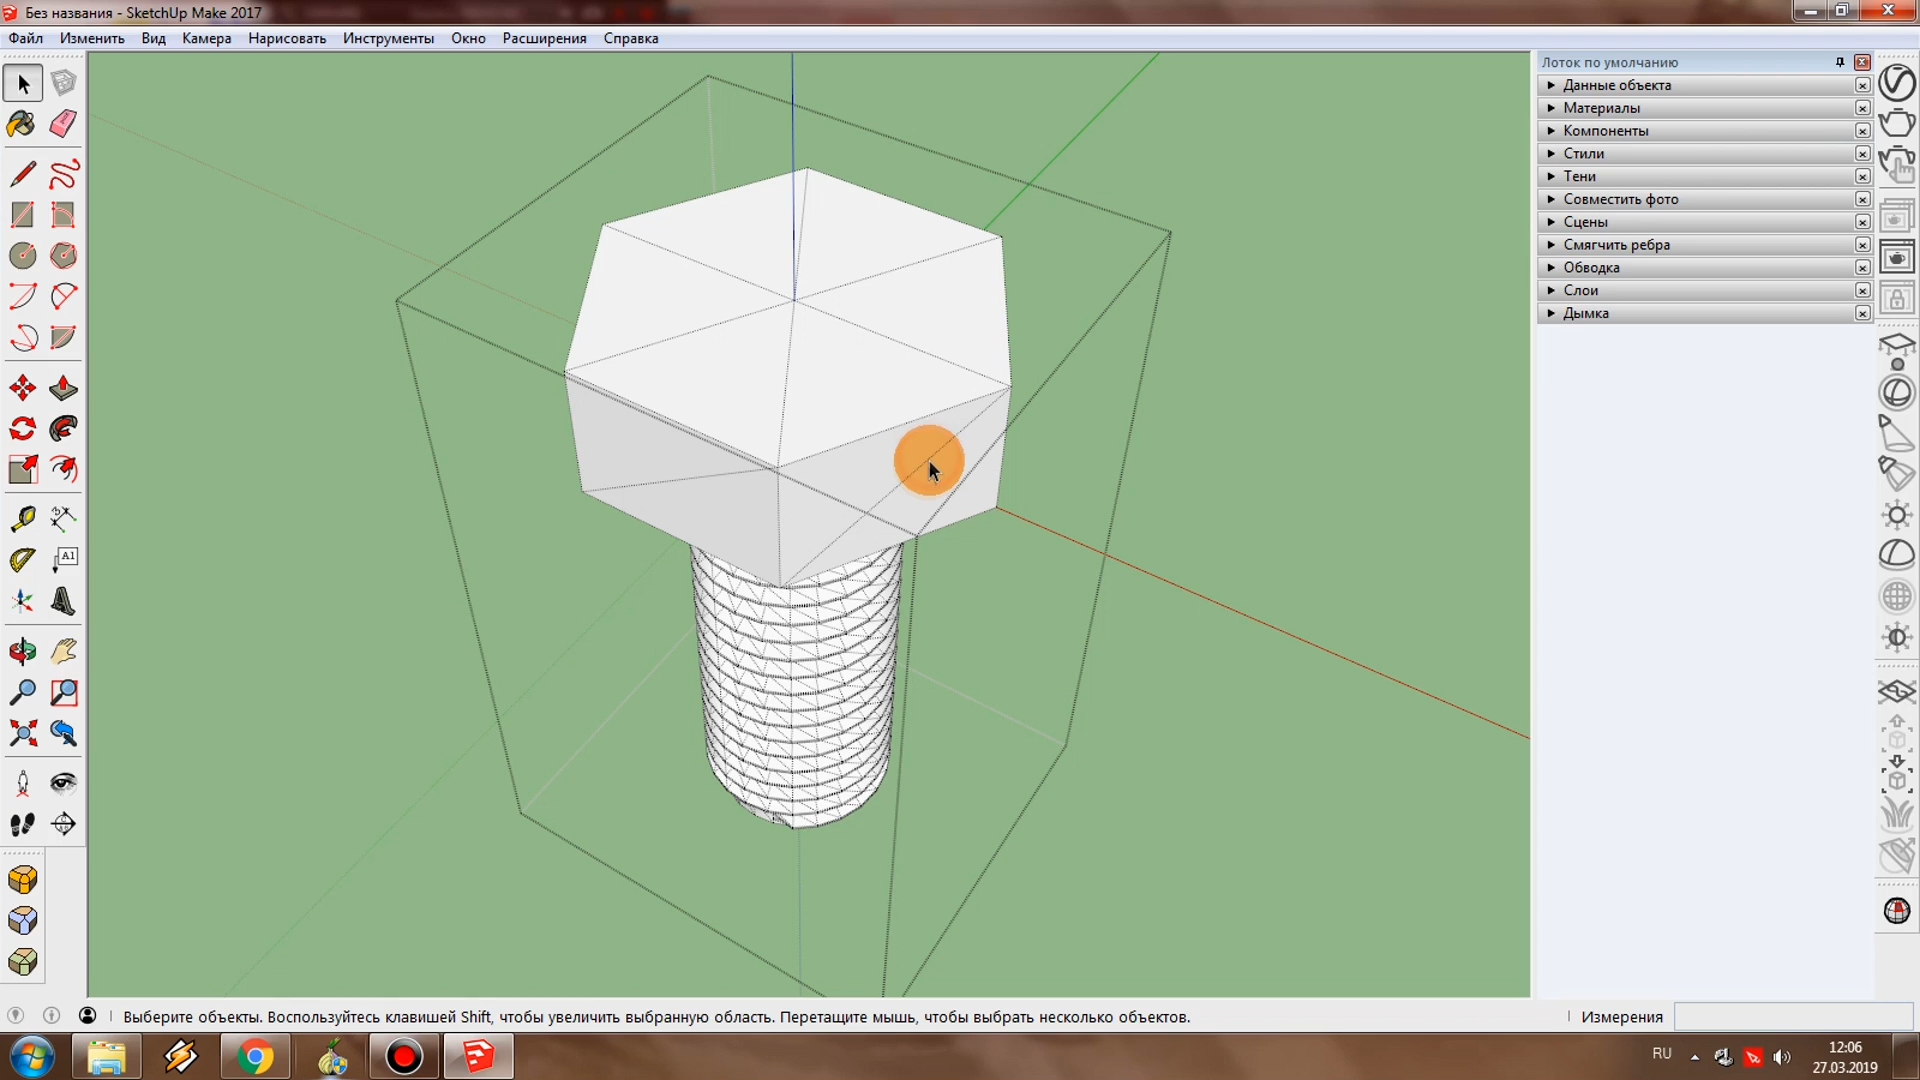 Без названия - SketchUp Make 2017
Файл Изменить Вид Камера Нарисовать Инструменты Окно Расширения Справка
Лоток по умолчанию
Данные объекта
Материалы
Компоненты
Стили
Тени
Совместить фото
Сцены
Смягчить ребра
Обводка
Слои
Дымка
A1
Выберите объекты. Воспользуйтесь клавишей Shift, чтобы увеличить выбранную область. Перетащите мышь, чтобы выбрать несколько объектов.
Измерения
RU
12:06
27.03.2019